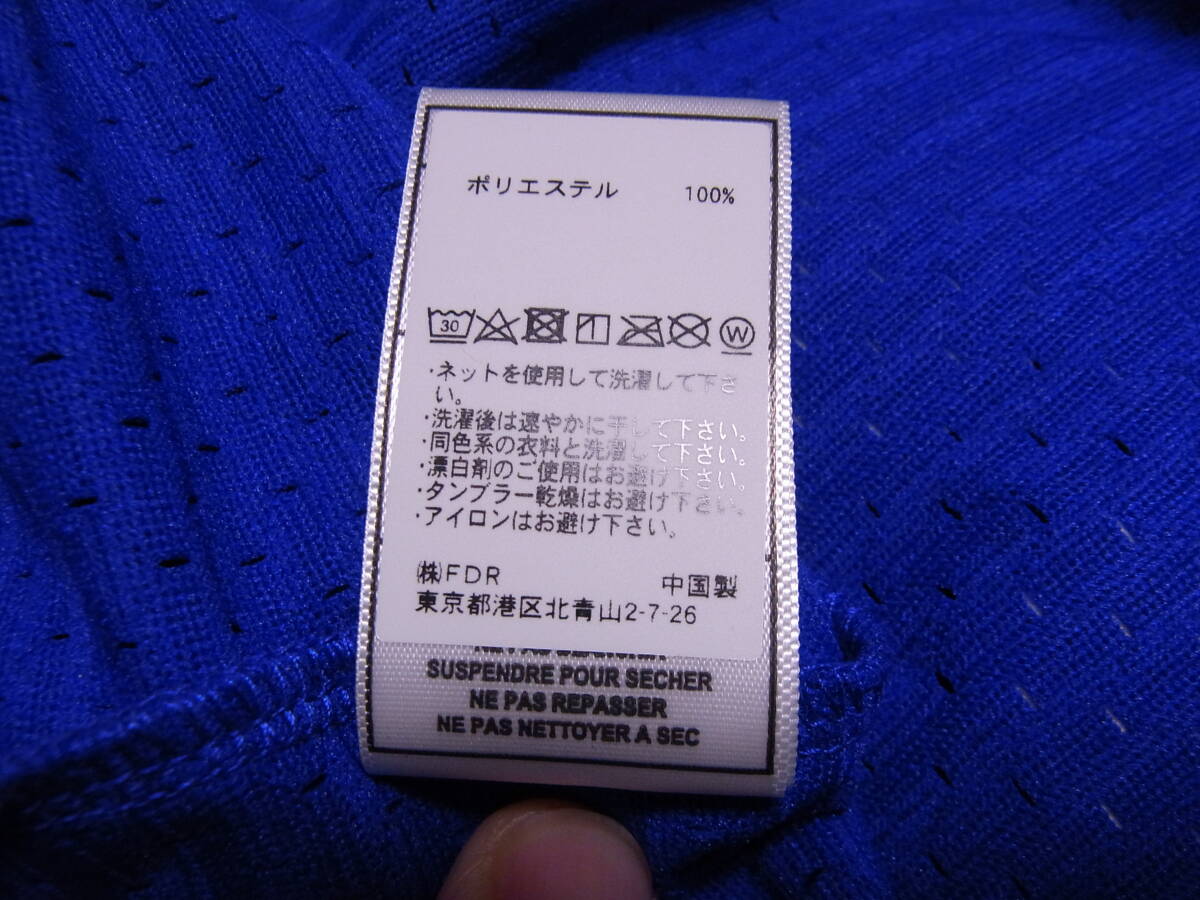 ポリエステル 100%
30 W
・ネットを使用して洗濯して下さ
い。
・洗濯後は速やかに干して下さい。
・同色系の衣料と洗濯して下さい。
・漂白剤のご使用はお避け下さい。
・タンブラー乾燥はお避け下さい。
・アイロンはお避け下さい。
㈱FDR 中国製
東京都港区北青山2-7-26
SUSPENDRE POUR SECHER
NE PAS REPASSER
NE PAS NETTOYER A SEC